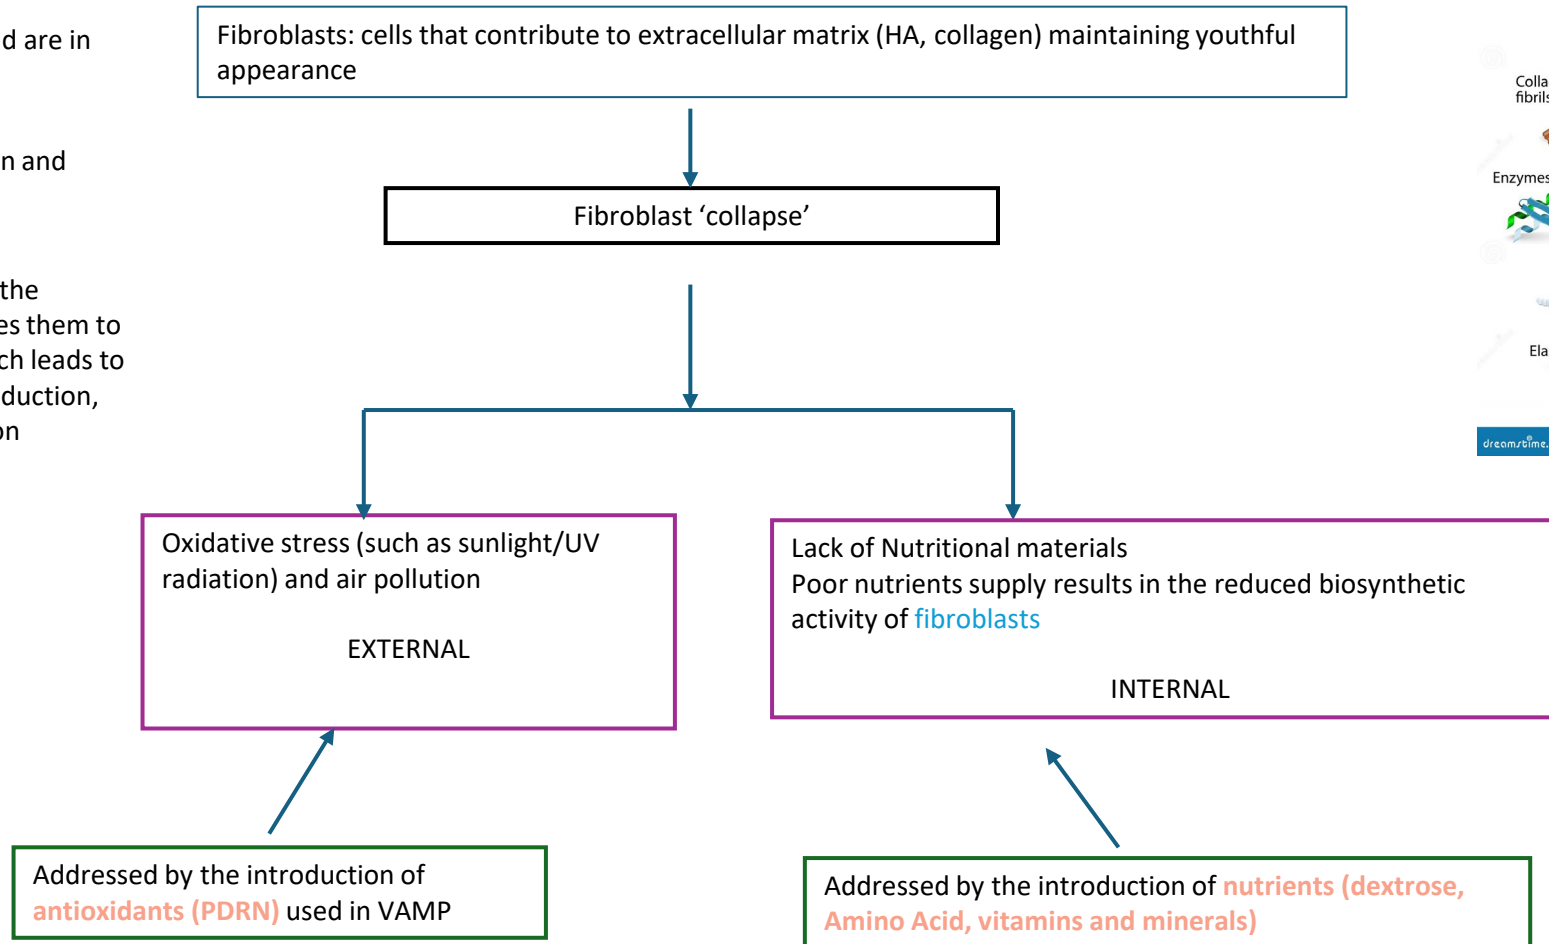 d are in
n and
the
es them to
ch leads to
duction,
on
Fibroblasts: cells that contribute to extracellular matrix (HA, collagen) maintaining youthful
appearance
Fibroblast ‘collapse’
Oxidative stress (such as sunlight/UV
radiation) and air pollution
EXTERNAL
Lack of Nutritional materials
Poor nutrients supply results in the reduced biosynthetic
activity of fibroblasts
INTERNAL
Addressed by the introduction of
antioxidants (PDRN) used in VAMP
Addressed by the introduction of nutrients (dextrose,
Amino Acid, vitamins and minerals)
Colla
fibrils
Enzymes
Ela
dreamstime.